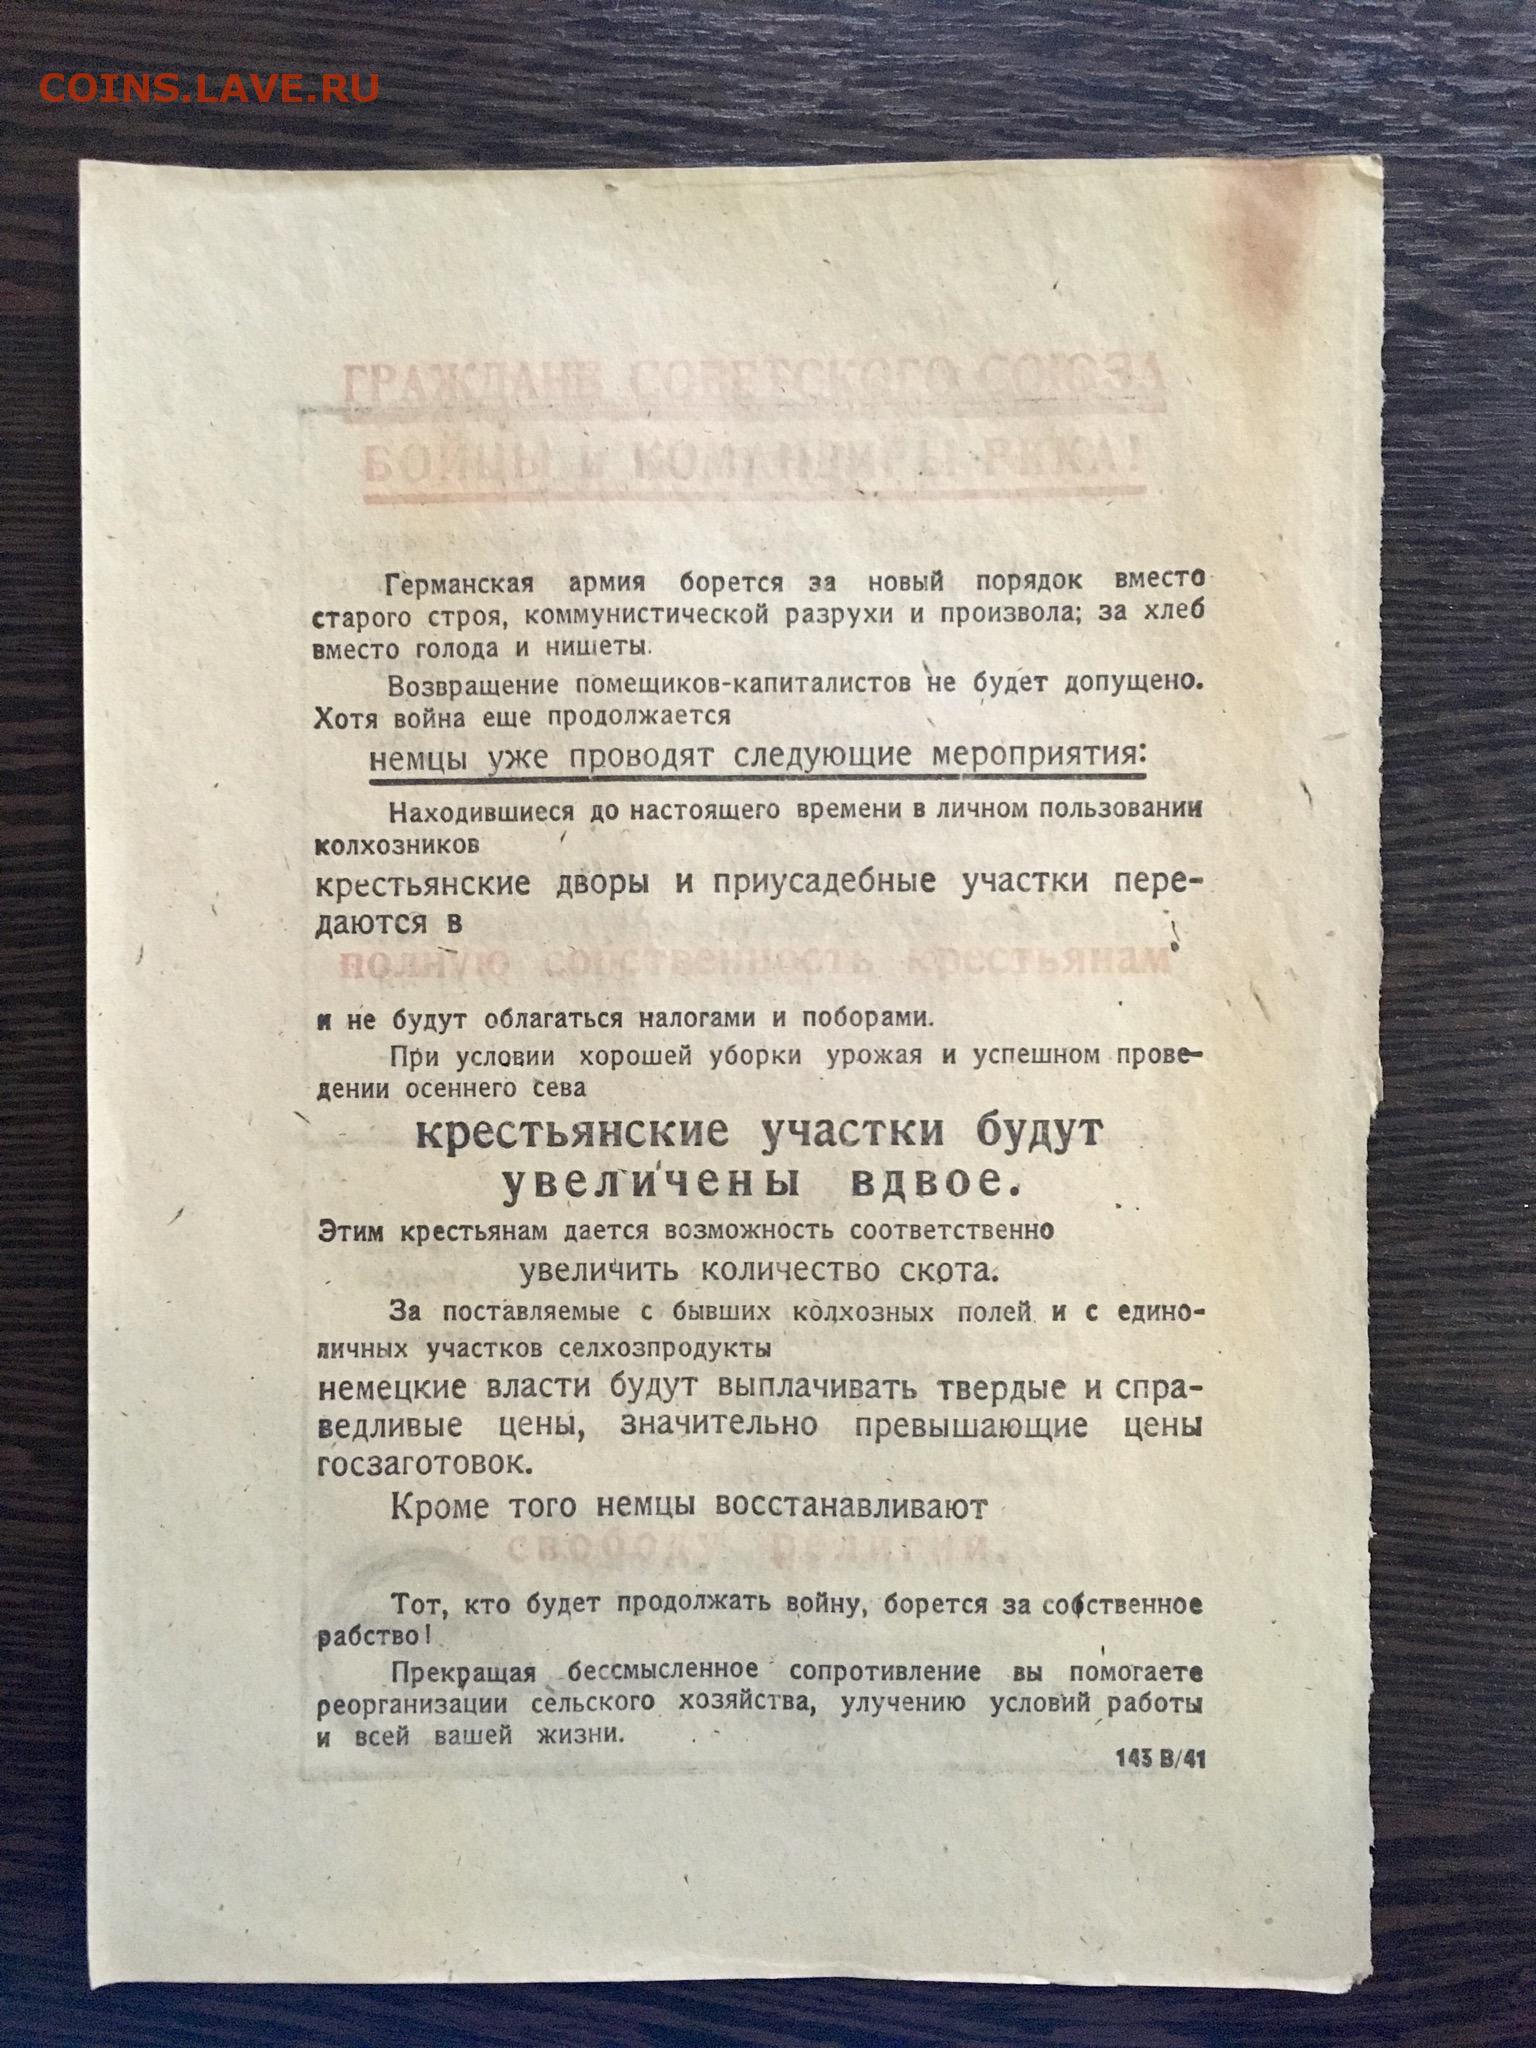 COINS.LAVE.RU
ГРАЖДАНЕ СОВЕТСКОГО СОЮЗА
БОЙЦЫ И КОМАНДИРЫ РККА!
Германская армия борется за новый порядок вместо
старого строя, коммунистической разрухи и произвола; за хлеб
вместо голода и нищеты.
Возвращение помещиков-капиталистов не будет допущено.
Хотя война еще продолжается
немцы уже проводят следующие мероприятия:
Находившиеся до настоящего времени в личном пользовании
колхозников
крестьянские дворы и приусадебные участки пере-
даются в
полную собственность крестьянам
и не будут облагаться налогами и поборами.
При условии хорошей уборки урожая и успешном прове-
дении осеннего сева
крестьянские участки будут
увеличены вдвое.
Этим крестьянам дается возможность соответственно
увеличить количество скота.
За поставляемые с бывших колхозных полей и с едино-
личных участков селхозпродукты
немецкие власти будут выплачивать твердые и спра-
ведливые цены, значительно превышающие цены
госзаготовок.
Кроме того немцы восстанавливают
свободу религии.
Тот, кто будет продолжать войну, борется за собственное
рабство!
Прекращая бессмысленное сопротивление вы помогаете
реорганизации сельского хозяйства, улучению условий работы
и всей вашей жизни.
143 В/41